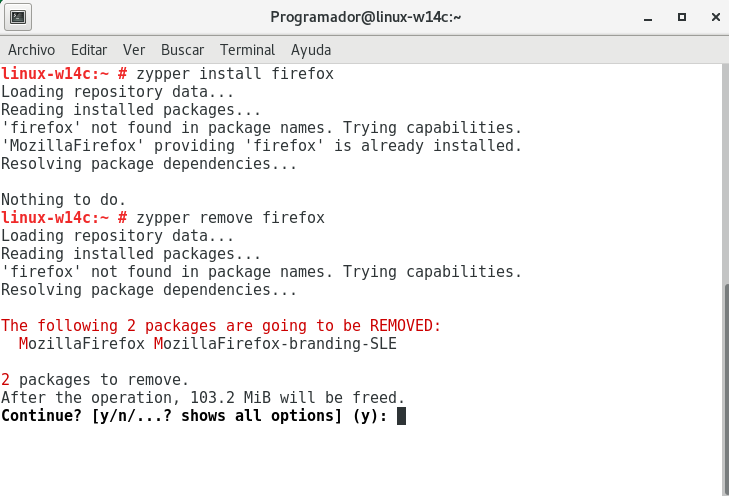 Programador@linux-w14c:~
Archivo Editar Ver Buscar Terminal Ayuda
linux-w14c:~ # zypper install firefox
Loading repository data...
Reading installed packages...
'firefox' not found in package names. Trying capabilities.
'MozillaFirefox' providing 'firefox' is already installed.
Resolving package dependencies...
Nothing to do.
linux-w14c:~ # zypper remove firefox
Loading repository data...
Reading installed packages...
'firefox' not found in package names. Trying capabilities.
Resolving package dependencies...
The following 2 packages are going to be REMOVED:
MozillaFirefox MozillaFirefox-branding-SLE
2 packages to remove.
After the operation, 103.2 MiB will be freed.
Continue? [y/n/...? shows all options] (y):